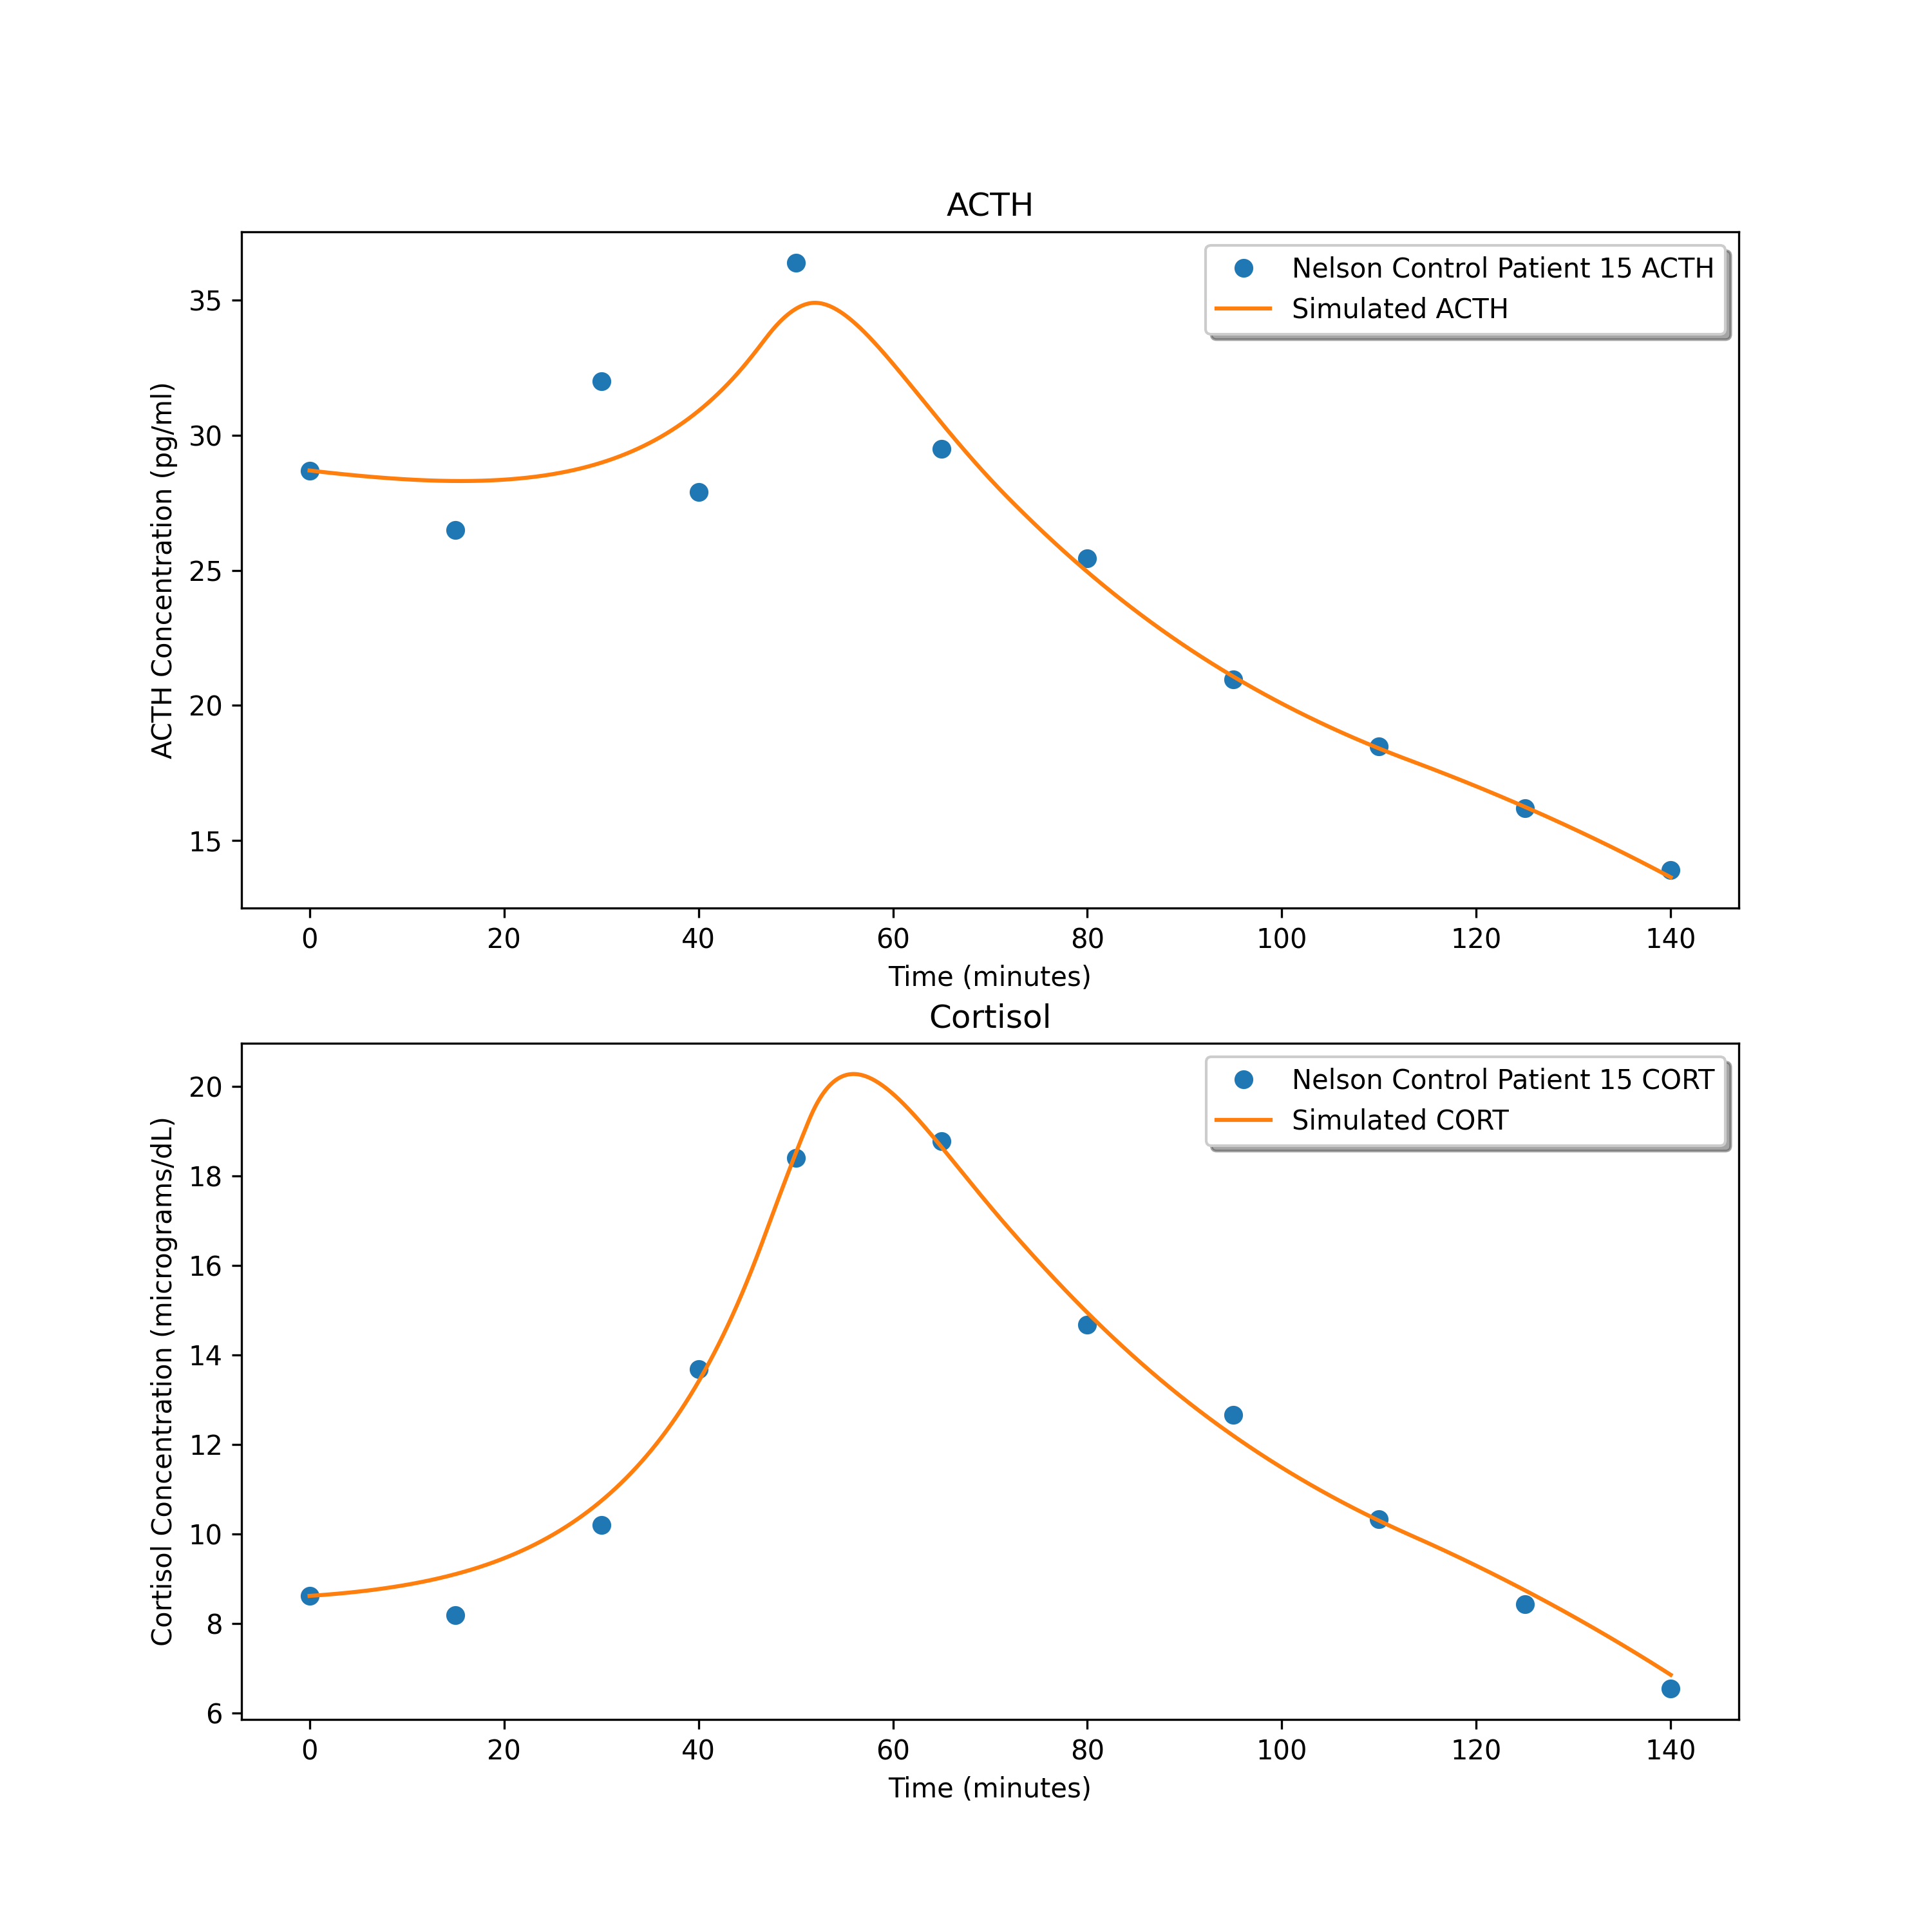 ACTH
Nelson Control Patient 15 ACTH
Simulated ACTH
ACTH Concentration (pg/ml)
35
30
25
20
15
0 20 40 60 80 100 120 140
Time (minutes)
Cortisol
Nelson Control Patient 15 CORT
Simulated CORT
Cortisol Concentration (micrograms/dL)
20
18
16
14
12
10
8
6
0 20 40 60 80 100 120 140
Time (minutes)